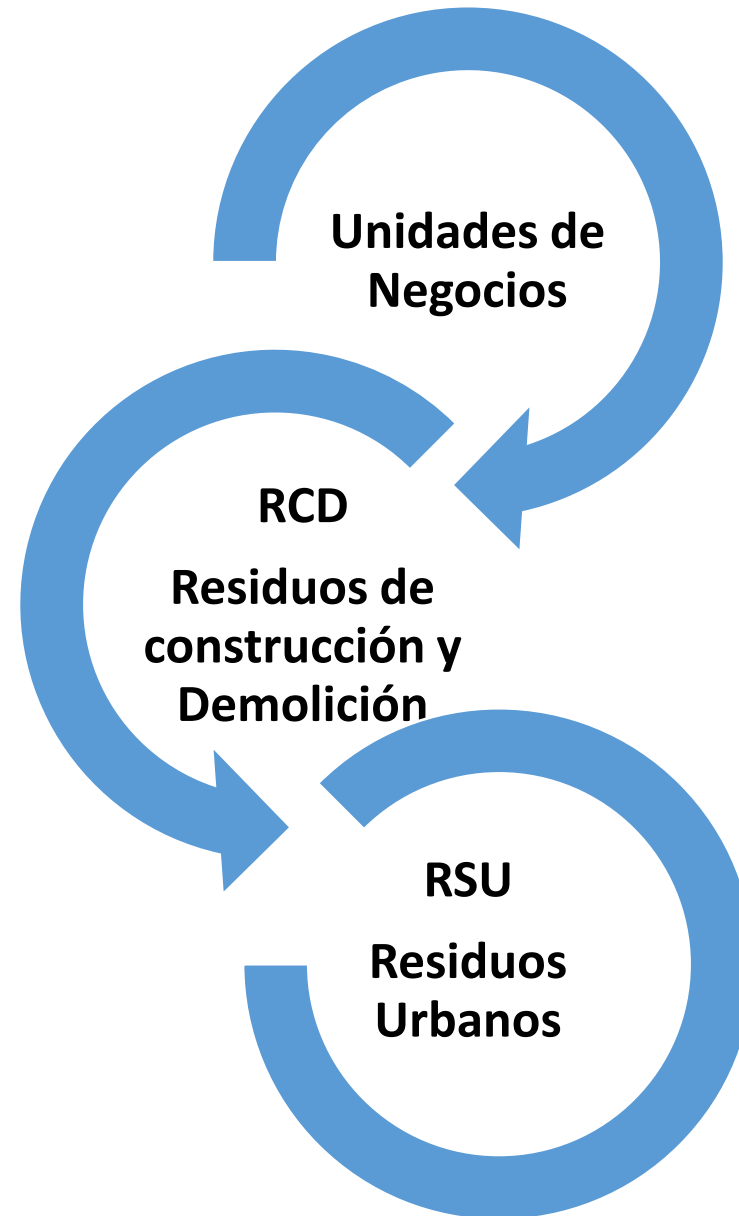 Unidades de
Negocios
RCD
Residuos de
construcción y
Demolición
RSU
Residuos
Urbanos